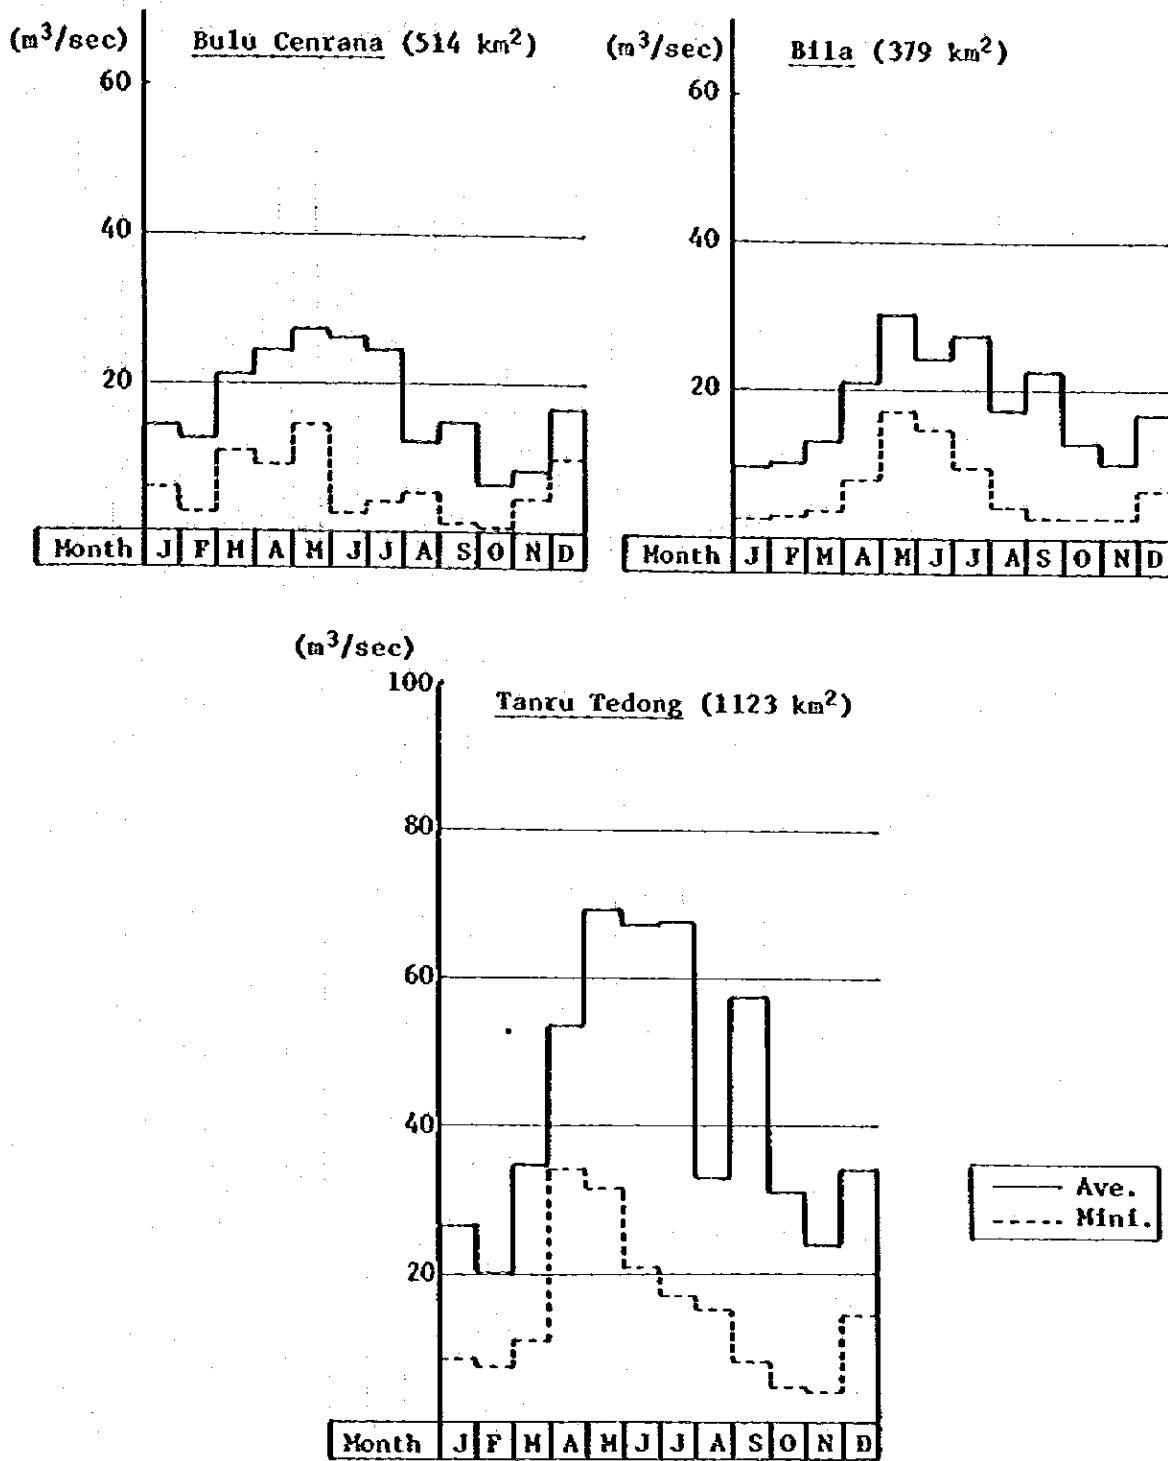 (m³/sec)
Bulu Cenrana (514 km²)
60
40
20
Month J F M A M J J A S O N D
(m³/sec)
Bila (379 km²)
60
40
20
Month J F M A M J J A S O N D
(m³/sec)
100
Tanru Tedong (1123 km²)
80
60
40
20
Month J F M A M J J A S O N D
Ave.
Mini.